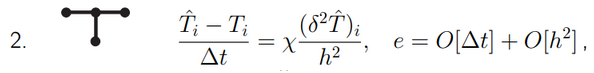 2. \frac{\hat{T}_i - T_i}{\Delta t} = \chi \frac{(\delta^2 \hat{T})_i}{h^2}, e = O[\Delta t] + O[h^2],